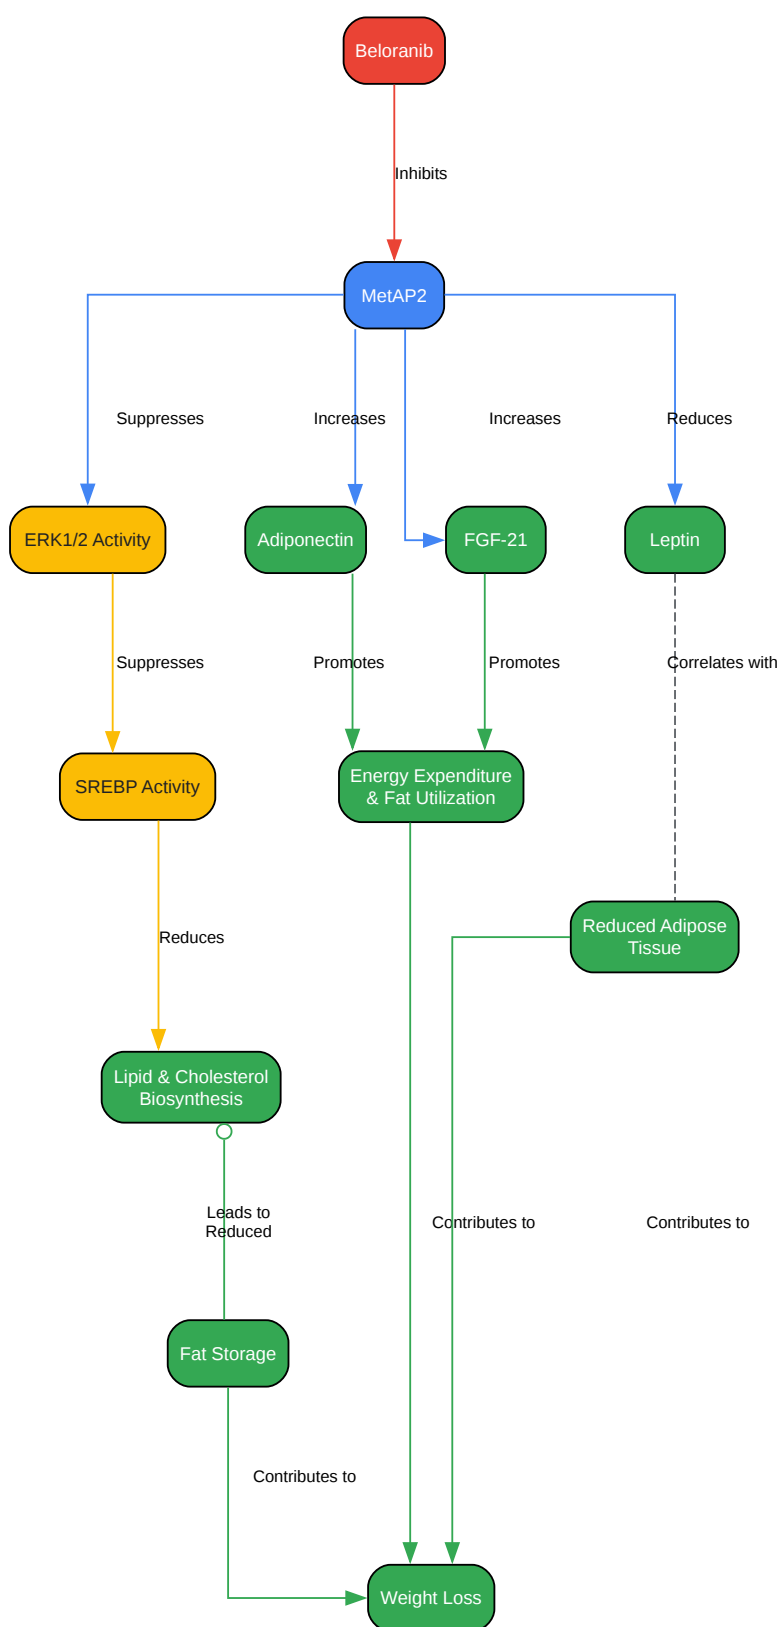 Beloranib
Inhibits
MetAP2
Suppresses
Increases
Increases
Reduces
ERK1/2 Activity
Adiponectin
FGF-21
Leptin
Suppresses
Promotes
Promotes
Correlates with
SREBP Activity
Energy Expenditure
& Fat Utilization
Reduced Adipose
Tissue
Reduces
Lipid & Cholesterol
Biosynthesis
Leads to
Reduced
Contributes to
Contributes to
Fat Storage
Contributes to
Weight Loss